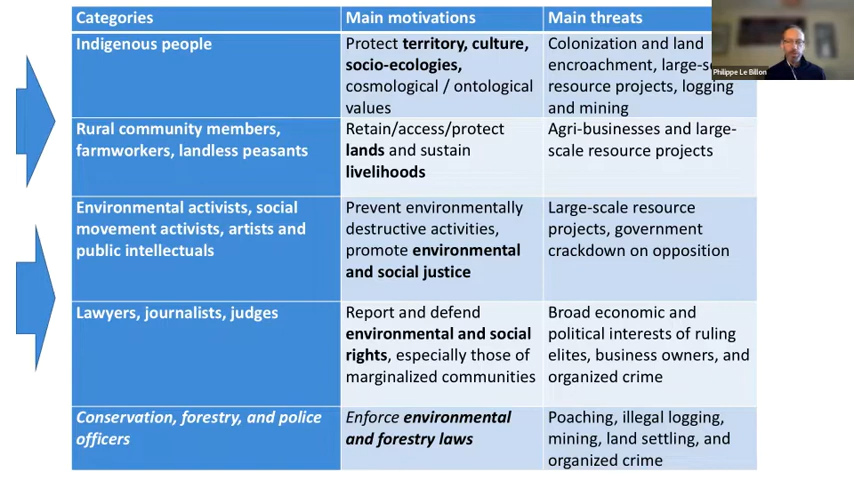 Categories
Main motivations
Main threats
Indigenous people
Protect territory, culture,
socio-ecologies,
cosmological / ontological
values
Colonization and land
encroachment, large-s
resource projects, logging
and mining
Philippe Le Billon
Rural community members,
farmworkers, landless peasants
Retain/access/protect
lands and sustain
livelihoods
Agri-businesses and large-
scale resource projects
Environmental activists, social
movement activists, artists and
public intellectuals
Prevent environmentally
destructive activities,
promote environmental
and social justice
Large-scale resource
projects, government
crackdown on opposition
Lawyers, journalists, judges
Report and defend
environmental and social
rights, especially those of
marginalized communities
Broad economic and
political interests of ruling
elites, business owners, and
organized crime
Conservation, forestry, and police
officers
Enforce environmental
and forestry laws
Poaching, illegal logging,
mining, land settling, and
organized crime